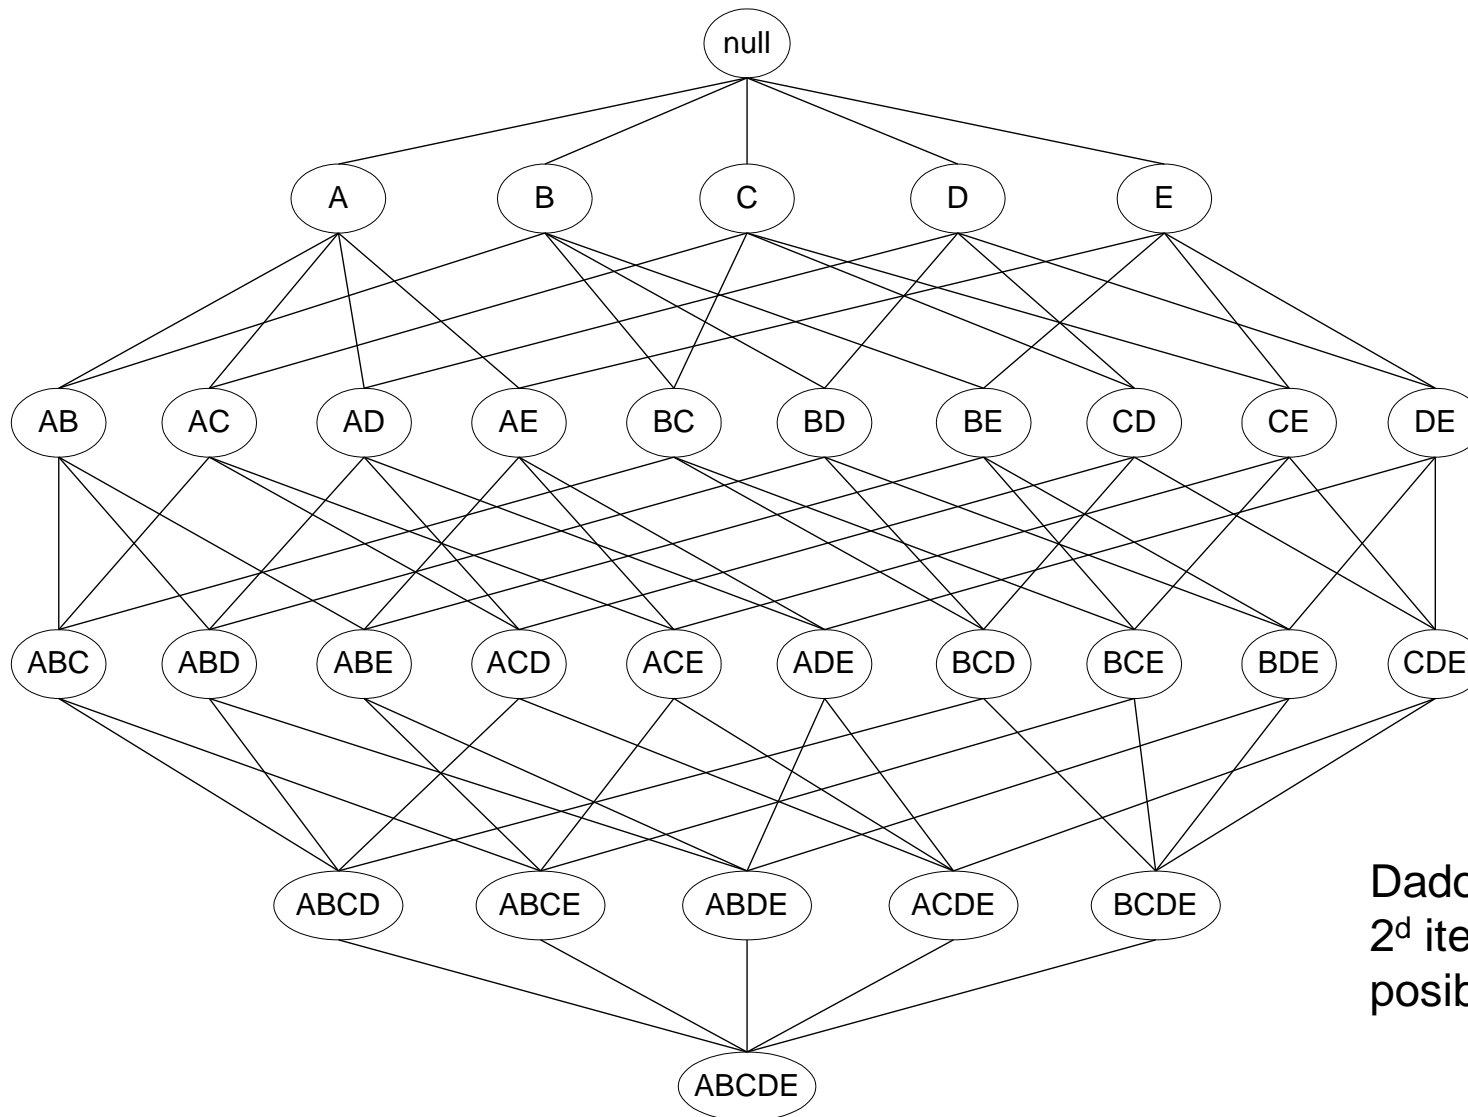 null
A B C D E
AB AC AD AE BC BD BE CD CE DE
ABC ABD ABE ACD ACE ADE BCD BCE BDE CDE
ABCD ABCE ABDE ACDE BCDE
2ᵈ
ABCDE